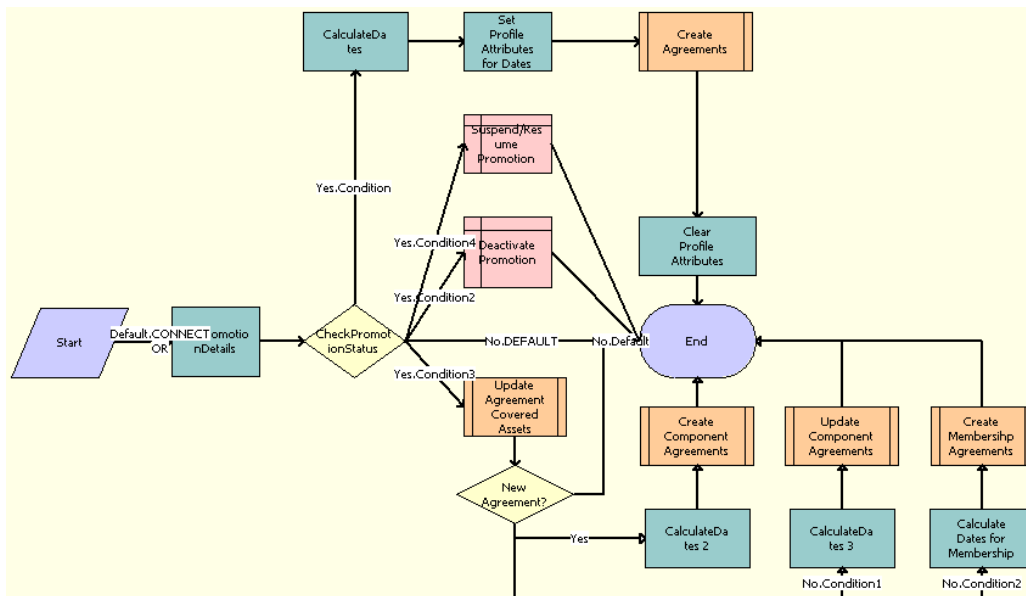 CalculateDa
tes
Set
Profile
Attributes
for Dates
Create
Agreements
Suspend/Res
ume
Promotion
Yes.Condition
Yes.Condition4
Deactivate
Promotion
Clear
Profile
Attributes
Yes.Condition2
Start
Default.CONNECT
OR
omotio
nDetails
CheckPromot
ionStatus
No.DEFAULT
No.Default
End
Yes.Condition3
Update
Agreement
Covered
Assets
Create
Component
Agreements
Update
Component
Agreements
Create
Membersihp
Agreements
New
Agreement?
Yes
CalculateDa
tes 2
CalculateDa
tes 3
Calculate
Dates for
Membership
No.Condition1
No.Condition2